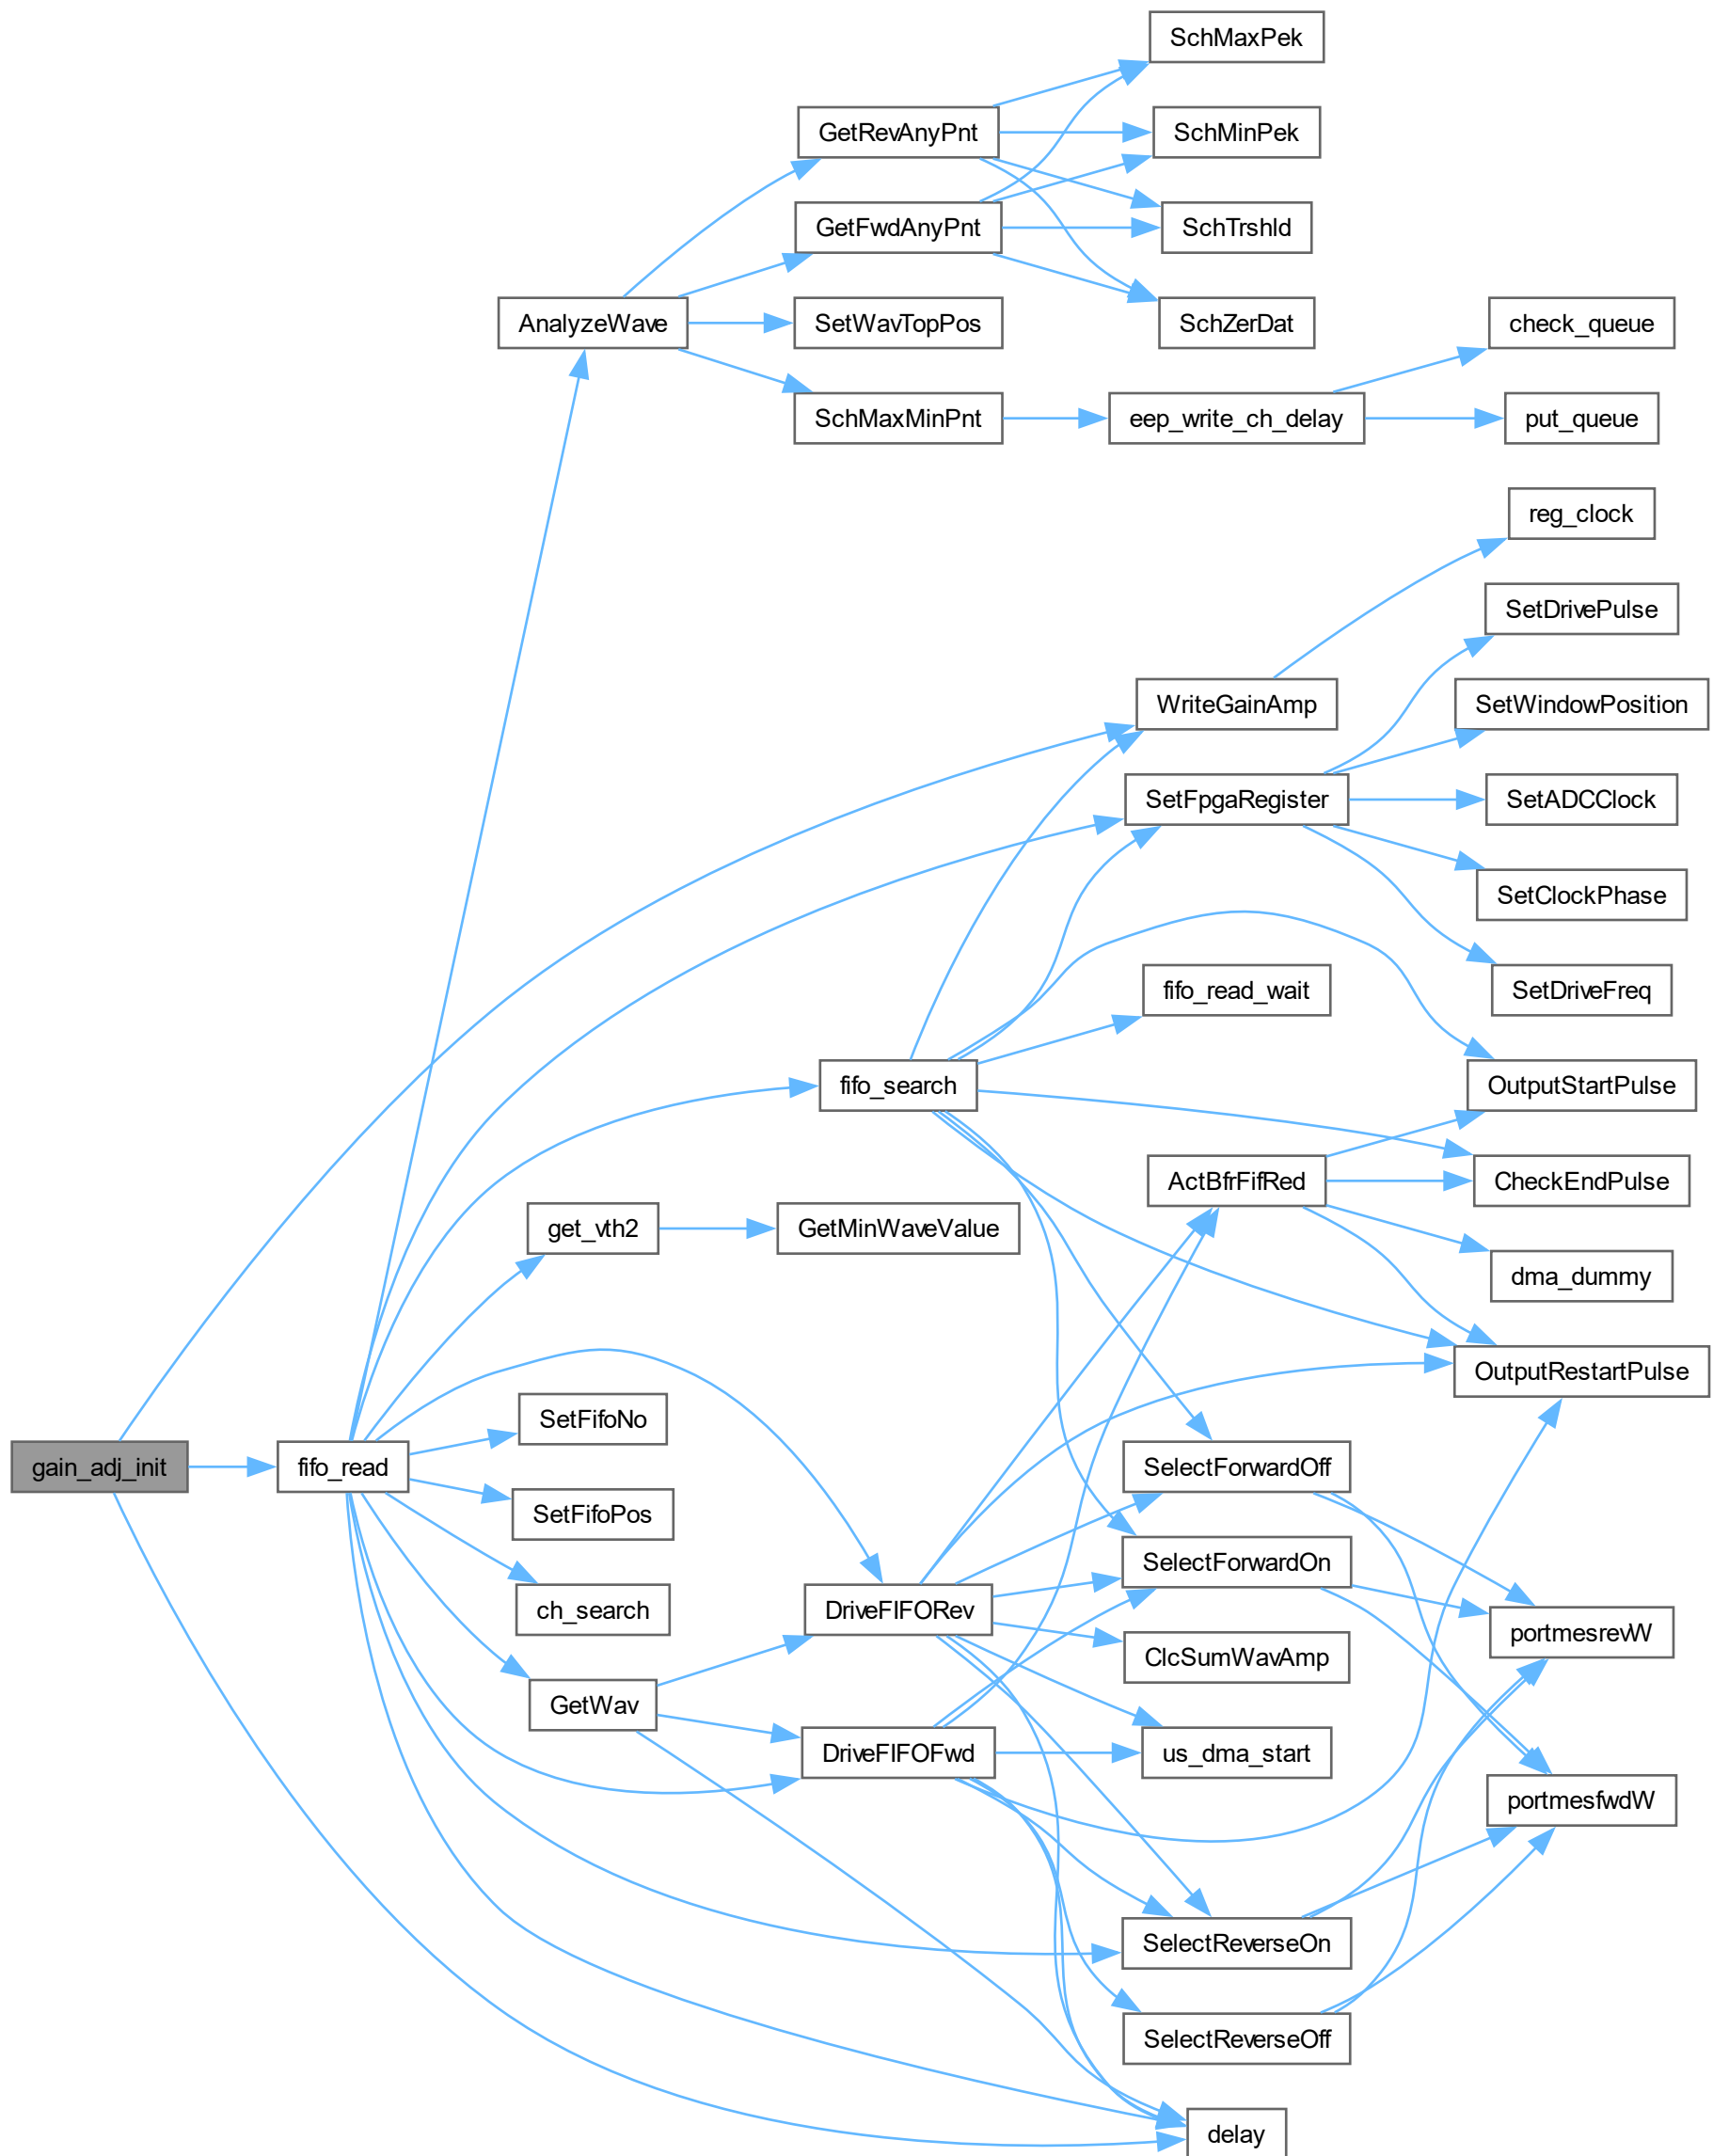 SchMaxPek
GetRevAnyPnt
SchMinPek
GetFwdAnyPnt
SchTrshld
AnalyzeWave
SetWavTopPos
SchZerDat
check_queue
SchMaxMinPnt
eep_write_ch_delay
put_queue
reg_clock
SetDrivePulse
WriteGainAmp
SetWindowPosition
SetFpgaRegister
SetADCClock
SetClockPhase
fifo_read_wait
SetDriveFreq
fifo_search
OutputStartPulse
ActBfrFifRed
CheckEndPulse
get_vth2
GetMinWaveValue
dma_dummy
OutputRestartPulse
SetFifoNo
gain_adj_init
fifo_read
SelectForwardOff
SetFifoPos
SelectForwardOn
ch_search
DriveFIFORev
portmesrevW
ClcSumWavAmp
GetWav
DriveFIFOFwd
us_dma_start
portmesfwdW
SelectReverseOn
SelectReverseOff
delay